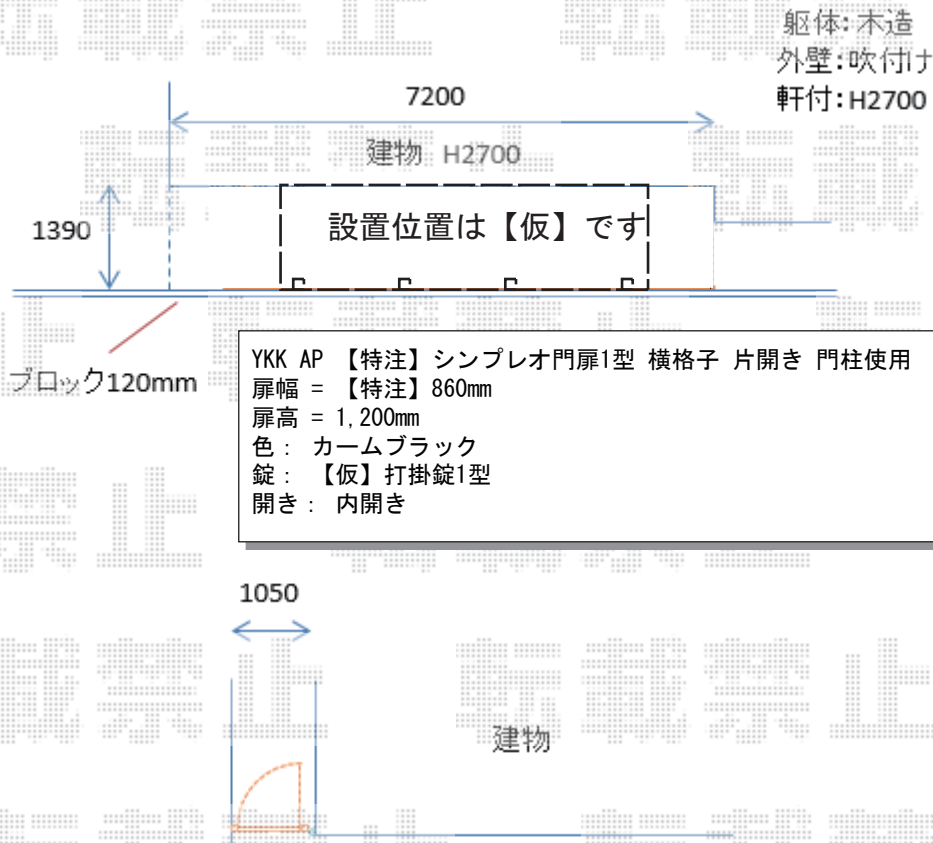 躯体：木造
外壁：吹付け
軒付：H2700
7200
建物 H2700
1390
設置位置は【仮】です
ブロック120mm
YKK AP 【特注】シンプレオ門扉1型 横格子 片開き 門柱使用
扉幅 = 【特注】860mm
扉高 = 1,200mm
色： カームブラック
錠： 【仮】打掛錠1型
開き： 内開き
1050
建物
転載禁止